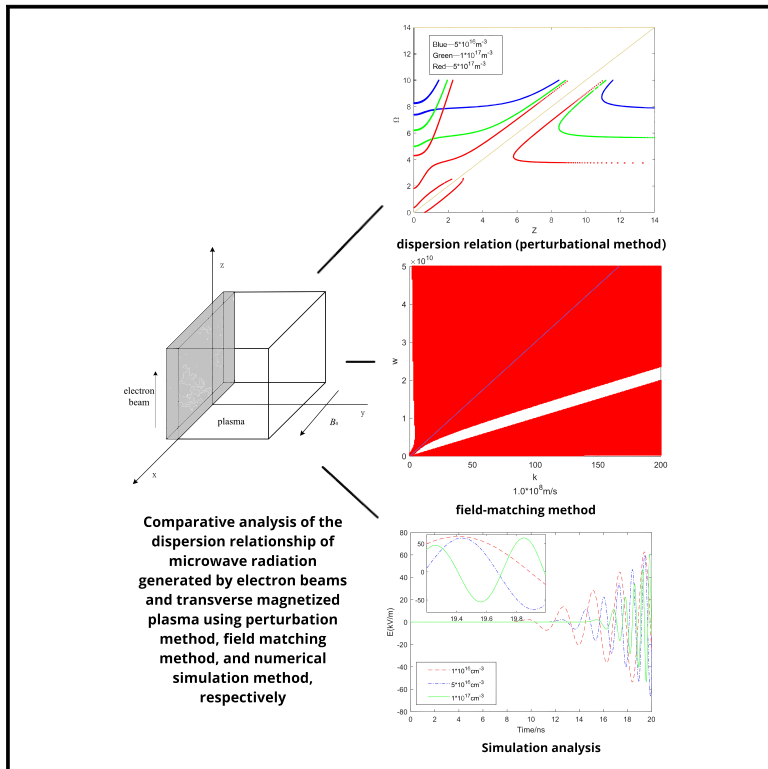 Blue—5*10^16m^-3
Green—1*10^17m^-3
Red—5*10^17m^-3
14
12
10
8
6
4
2
0
Ω
0 2 4 6 8 10 12 14
Z
dispersion relation (perturbational method)
z
electron
beam
plasma
y
B₀
x
×10^10
5
4
3
2
1
0
w
0 50 100 150 200
k
1.0*10^8m/s
field-matching method
Comparative analysis of the
dispersion relationship of
microwave radiation
generated by electron beams
and transverse magnetized
plasma using perturbation
method, field matching
method, and numerical
simulation method,
respectively
80
60
40
20
0
-20
-40
-60
-80
E(kV/m)
50
0
-50
19.4 19.6 19.8
1*10^16cm^-3
5*10^16cm^-3
1*10^17cm^-3
0 2 4 6 8 10 12 14 16 18 20
Time/ns
Simulation analysis